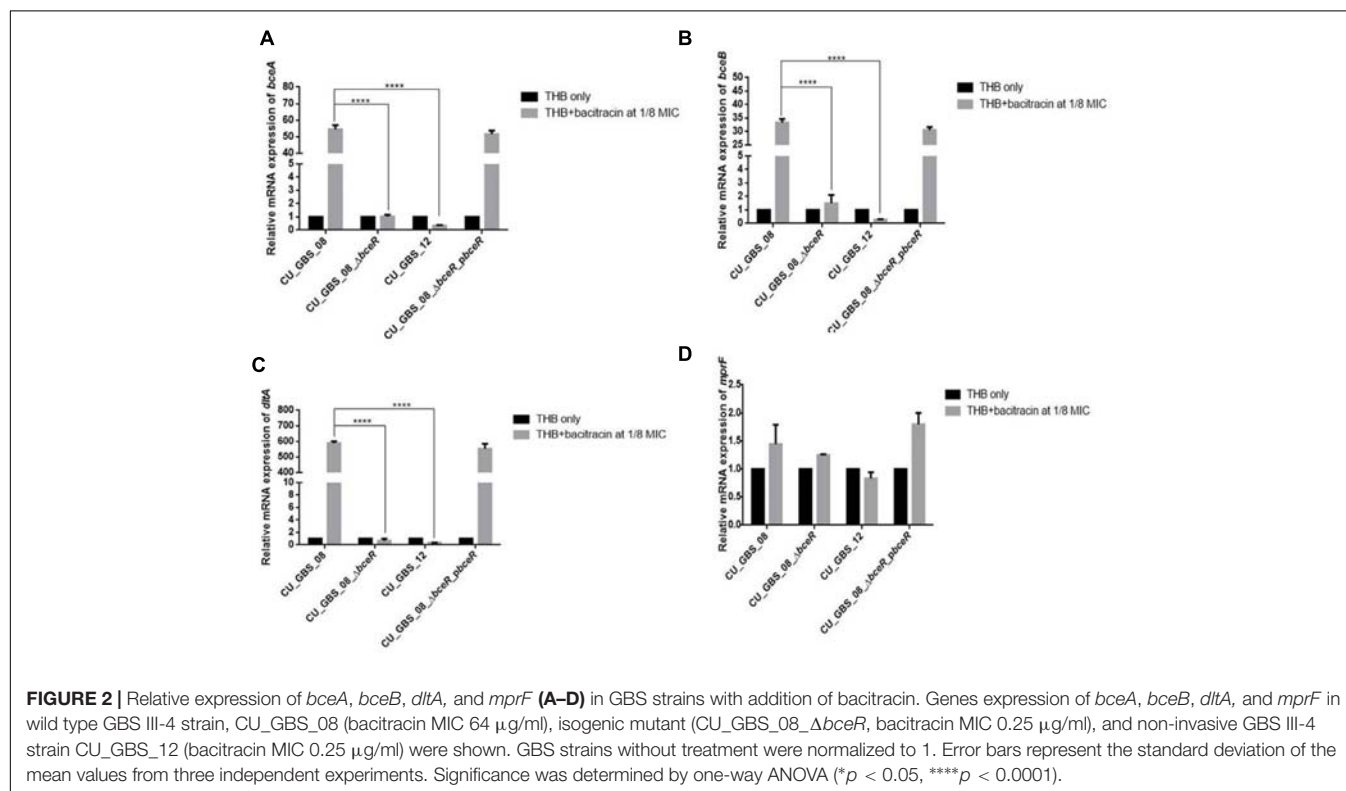 A
Relative mRNA expression of bceA
80
70
60
50
40
5
4
3
2
1
0
****
****
THB only
THB+bacitracin at 1/8 MIC
CU_GBS_08
CU_GBS_08_ΔbceR
CU_GBS_12
CU_GBS_08_ΔbceR_pbceR
B
Relative mRNA expression of bceB
50
45
40
35
30
25
5
4
3
2
1
0
****
****
THB only
THB+bacitracin at 1/8 MIC
CU_GBS_08
CU_GBS_08_ΔbceR
CU_GBS_12
CU_GBS_08_ΔbceR_pbceR
C
Relative mRNA expression of dltA
800
700
600
500
400
10
8
6
4
2
0
****
****
THB only
THB+bacitracin at 1/8 MIC
CU_GBS_08
CU_GBS_08_ΔbceR
CU_GBS_12
CU_GBS_08_ΔbceR_pbceR
D
Relative mRNA expression of mprF
2.5
2.0
1.5
1.0
0.5
0.0
THB only
THB+bacitracin at 1/8 MIC
CU_GBS_08
CU_GBS_08_ΔbceR
CU_GBS_12
CU_GBS_08_ΔbceR_pbceR
FIGURE 2 | Relative expression of bceA, bceB, dltA, and mprF (A–D) in GBS strains with addition of bacitracin. Genes expression of bceA, bceB, dltA, and mprF in
wild type GBS III-4 strain, CU_GBS_08 (bacitracin MIC 64 μg/ml), isogenic mutant (CU_GBS_08_ΔbceR, bacitracin MIC 0.25 μg/ml), and non-invasive GBS III-4
strain CU_GBS_12 (bacitracin MIC 0.25 μg/ml) were shown. GBS strains without treatment were normalized to 1. Error bars represent the standard deviation of the
mean values from three independent experiments. Significance was determined by one-way ANOVA (*p < 0.05, ****p < 0.0001).